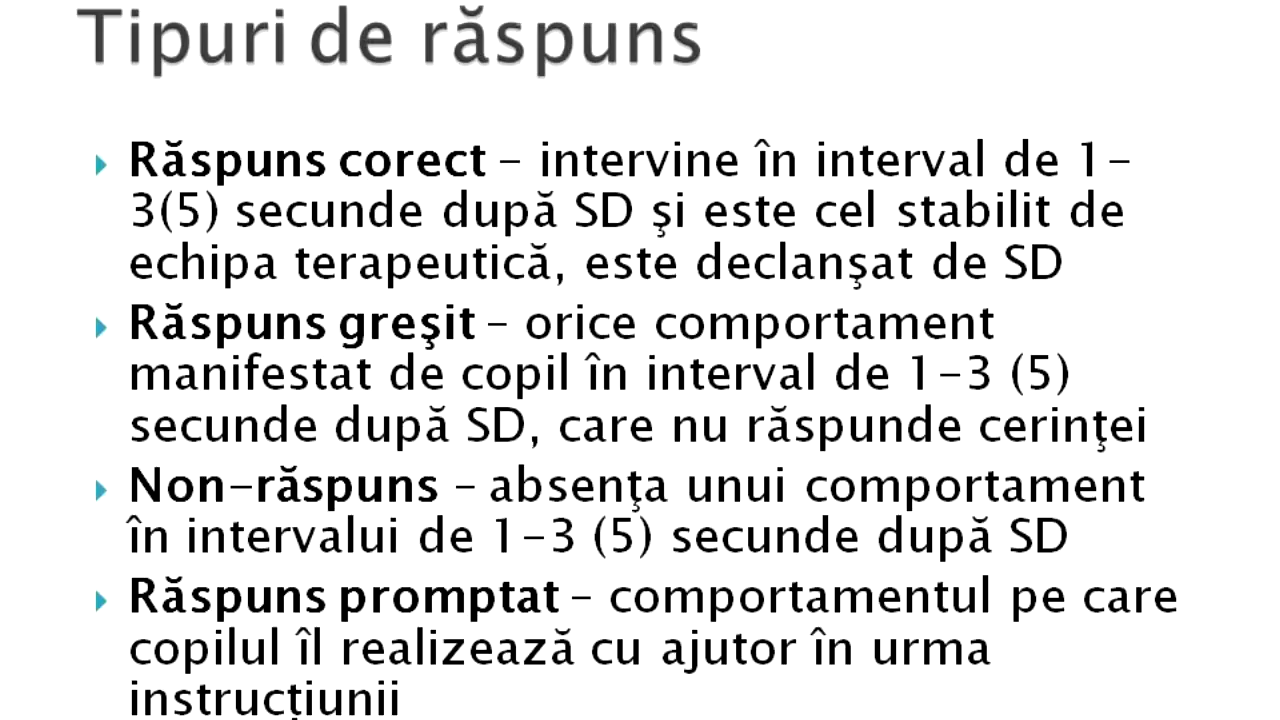 Tipuri de răspuns
Răspuns corect – intervine în interval de 1-
3(5) secunde după SD şi este cel stabilit de
echipa terapeutică, este declanşat de SD
Răspuns greşit – orice comportament
manifestat de copil în interval de 1-3 (5)
secunde după SD, care nu răspunde cerinţei
Non-răspuns – absenţa unui comportament
în intervalui de 1-3 (5) secunde după SD
Răspuns promptat – comportamentul pe care
copilul îl realizează cu ajutor în urma
instrucţiunii